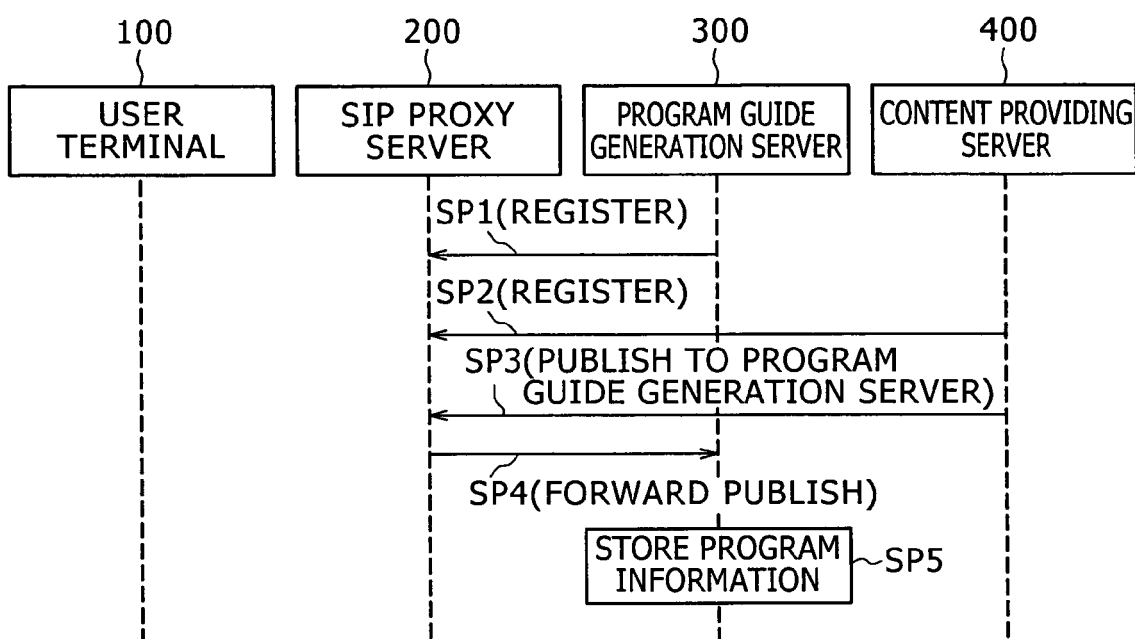 100
200
300
400
USER
TERMINAL
SIP PROXY
SERVER
PROGRAM GUIDE
GENERATION SERVER
CONTENT PROVIDING
SERVER
SP1(REGISTER)
SP2(REGISTER)
SP3(PUBLISH TO PROGRAM
GUIDE GENERATION SERVER)
SP4(FORWARD PUBLISH)
STORE PROGRAM
INFORMATION
SP5